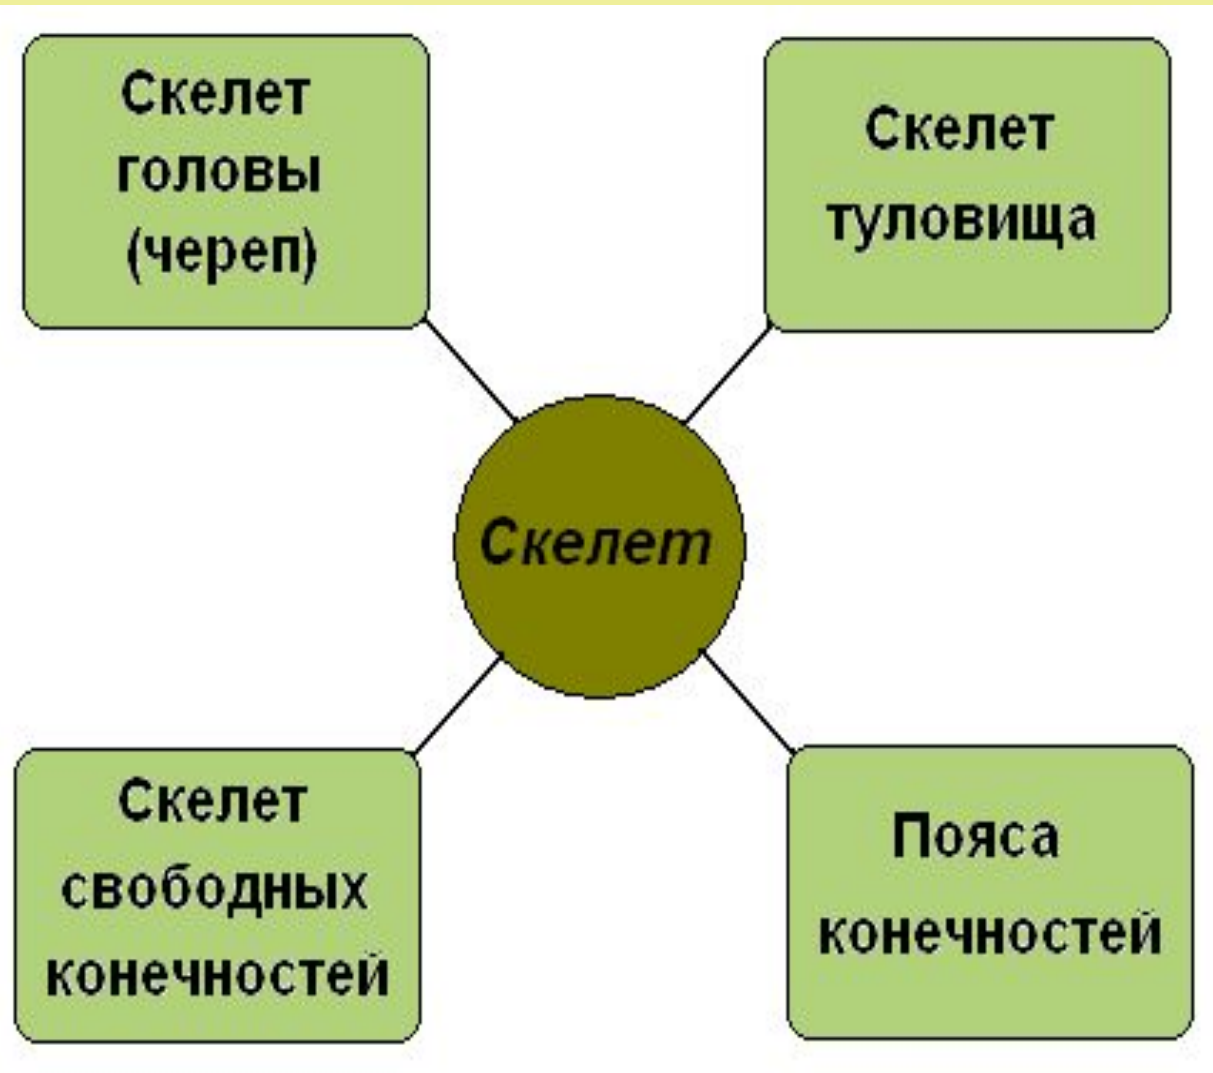 Скелет
головы
(череп)
Скелет
туловища
Скелет
Скелет
свободных
конечностей
Пояса
конечностей